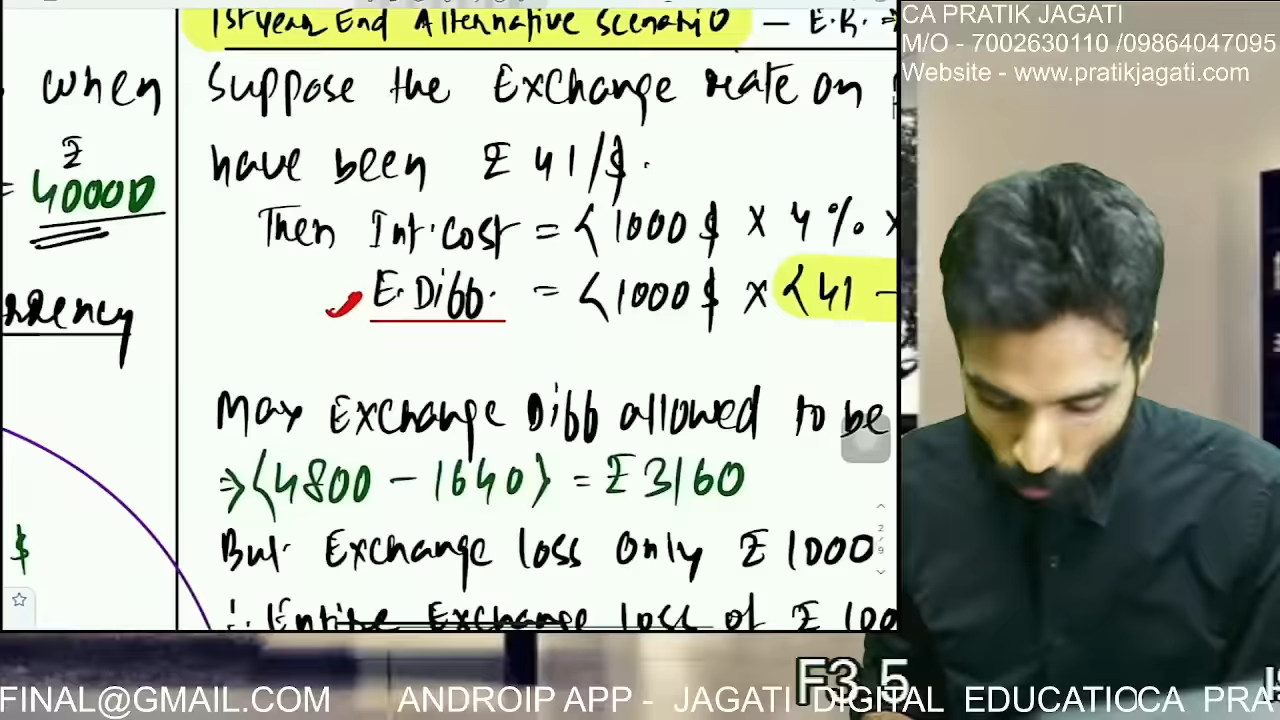 1st year End Alternative Scenario – E.R. ⇒
when
Suppose the Exchange rate on
have been ₹ 41/$.
₹
= 40000
Then Int. cost = < 1000 $ × 4% ×
E. Diff. = < 1000 $ × < 41 –
Max Exchange Diff allowed to be
⇒ < 4800 – 1640 > = ₹ 3160
But Exchange loss only ₹ 1000
$
∴ Entire Exchange loss of ₹ 100
CA PRATIK JAGATI
M/O - 7002630110 /09864047095
Website - www.pratikjagati.com
F3 5
FINAL@GMAIL.COM ANDROIP APP - JAGATI DIGITAL EDUCATIOCA PRA